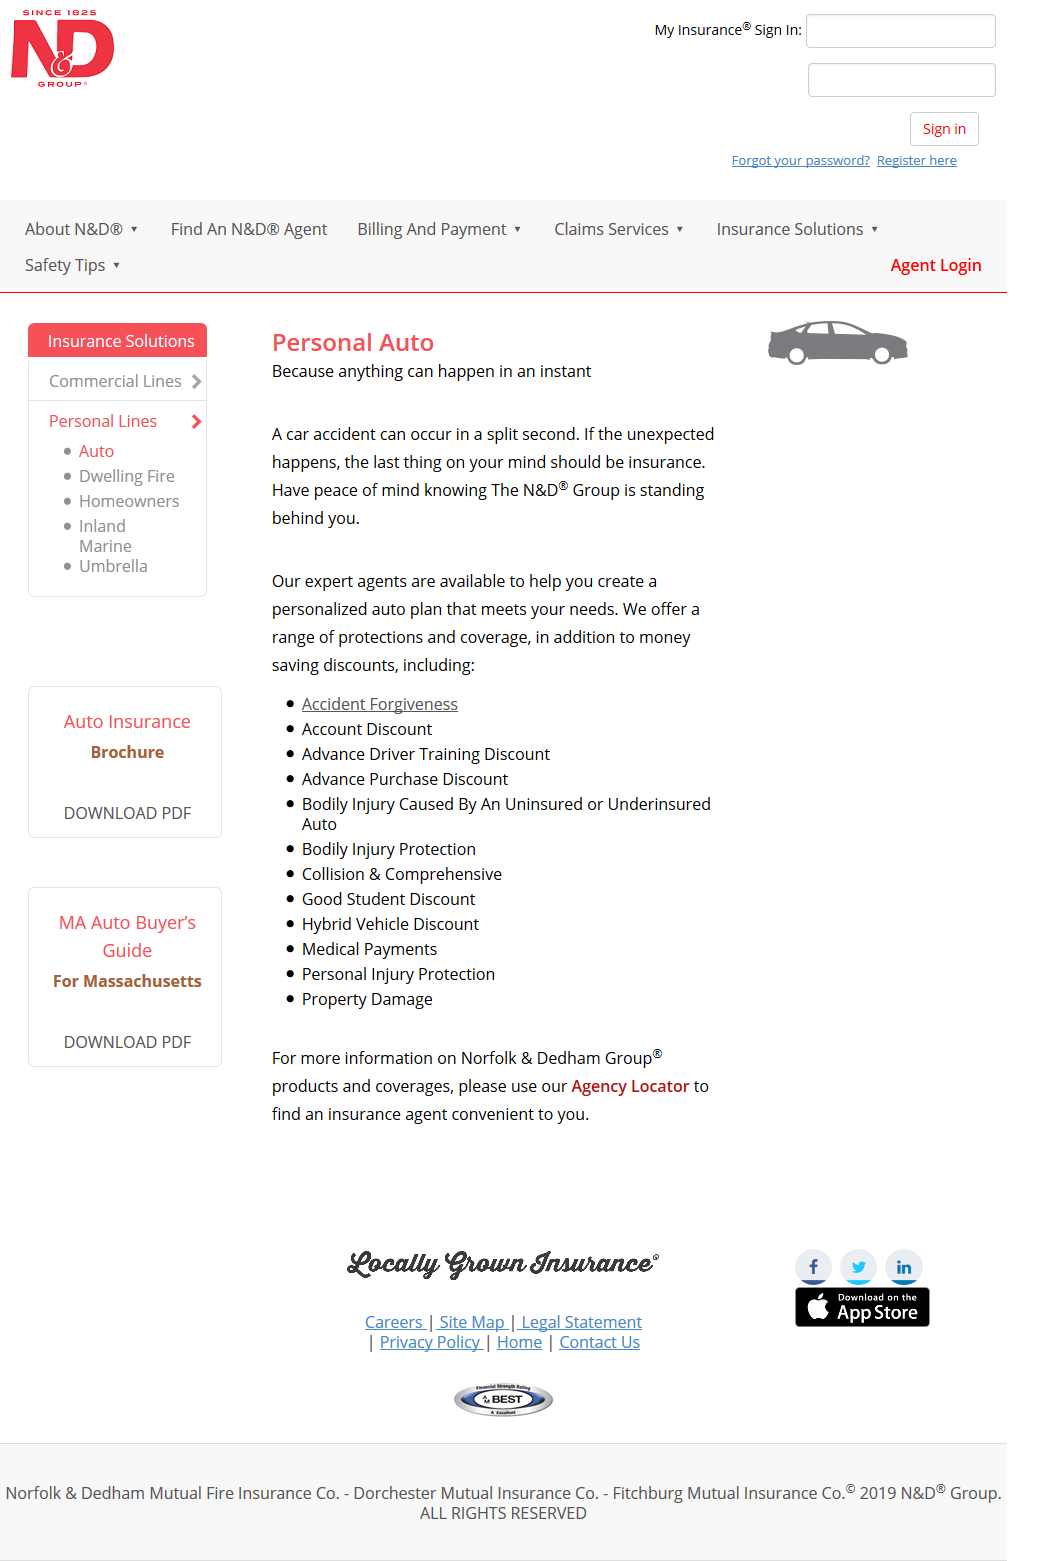 SINCE 1825
N&D
GROUP®
My Insurance® Sign In:
Sign in
Forgot your password? Register here
About N&D® ▼ Find An N&D® Agent Billing And Payment ▼ Claims Services ▼ Insurance Solutions ▼
Safety Tips ▼ Agent Login
Insurance Solutions
Commercial Lines
Personal Lines
• Auto
• Dwelling Fire
• Homeowners
• Inland
Marine
• Umbrella
Auto Insurance
Brochure
DOWNLOAD PDF
MA Auto Buyer’s
Guide
For Massachusetts
DOWNLOAD PDF
Personal Auto
Because anything can happen in an instant
A car accident can occur in a split second. If the unexpected
happens, the last thing on your mind should be insurance.
Have peace of mind knowing The N&D® Group is standing
behind you.
Our expert agents are available to help you create a
personalized auto plan that meets your needs. We offer a
range of protections and coverage, in addition to money
saving discounts, including:
• Accident Forgiveness
• Account Discount
• Advance Driver Training Discount
• Advance Purchase Discount
• Bodily Injury Caused By An Uninsured or Underinsured
Auto
• Bodily Injury Protection
• Collision & Comprehensive
• Good Student Discount
• Hybrid Vehicle Discount
• Medical Payments
• Personal Injury Protection
• Property Damage
For more information on Norfolk & Dedham Group®
products and coverages, please use our Agency Locator to
find an insurance agent convenient to you.
Locally Grown Insurance®
Careers | Site Map | Legal Statement
| Privacy Policy | Home | Contact Us
Download on the
App Store
Financial Strength Rating
AM BEST
A Excellent
Norfolk & Dedham Mutual Fire Insurance Co. - Dorchester Mutual Insurance Co. - Fitchburg Mutual Insurance Co.© 2019 N&D® Group.
ALL RIGHTS RESERVED